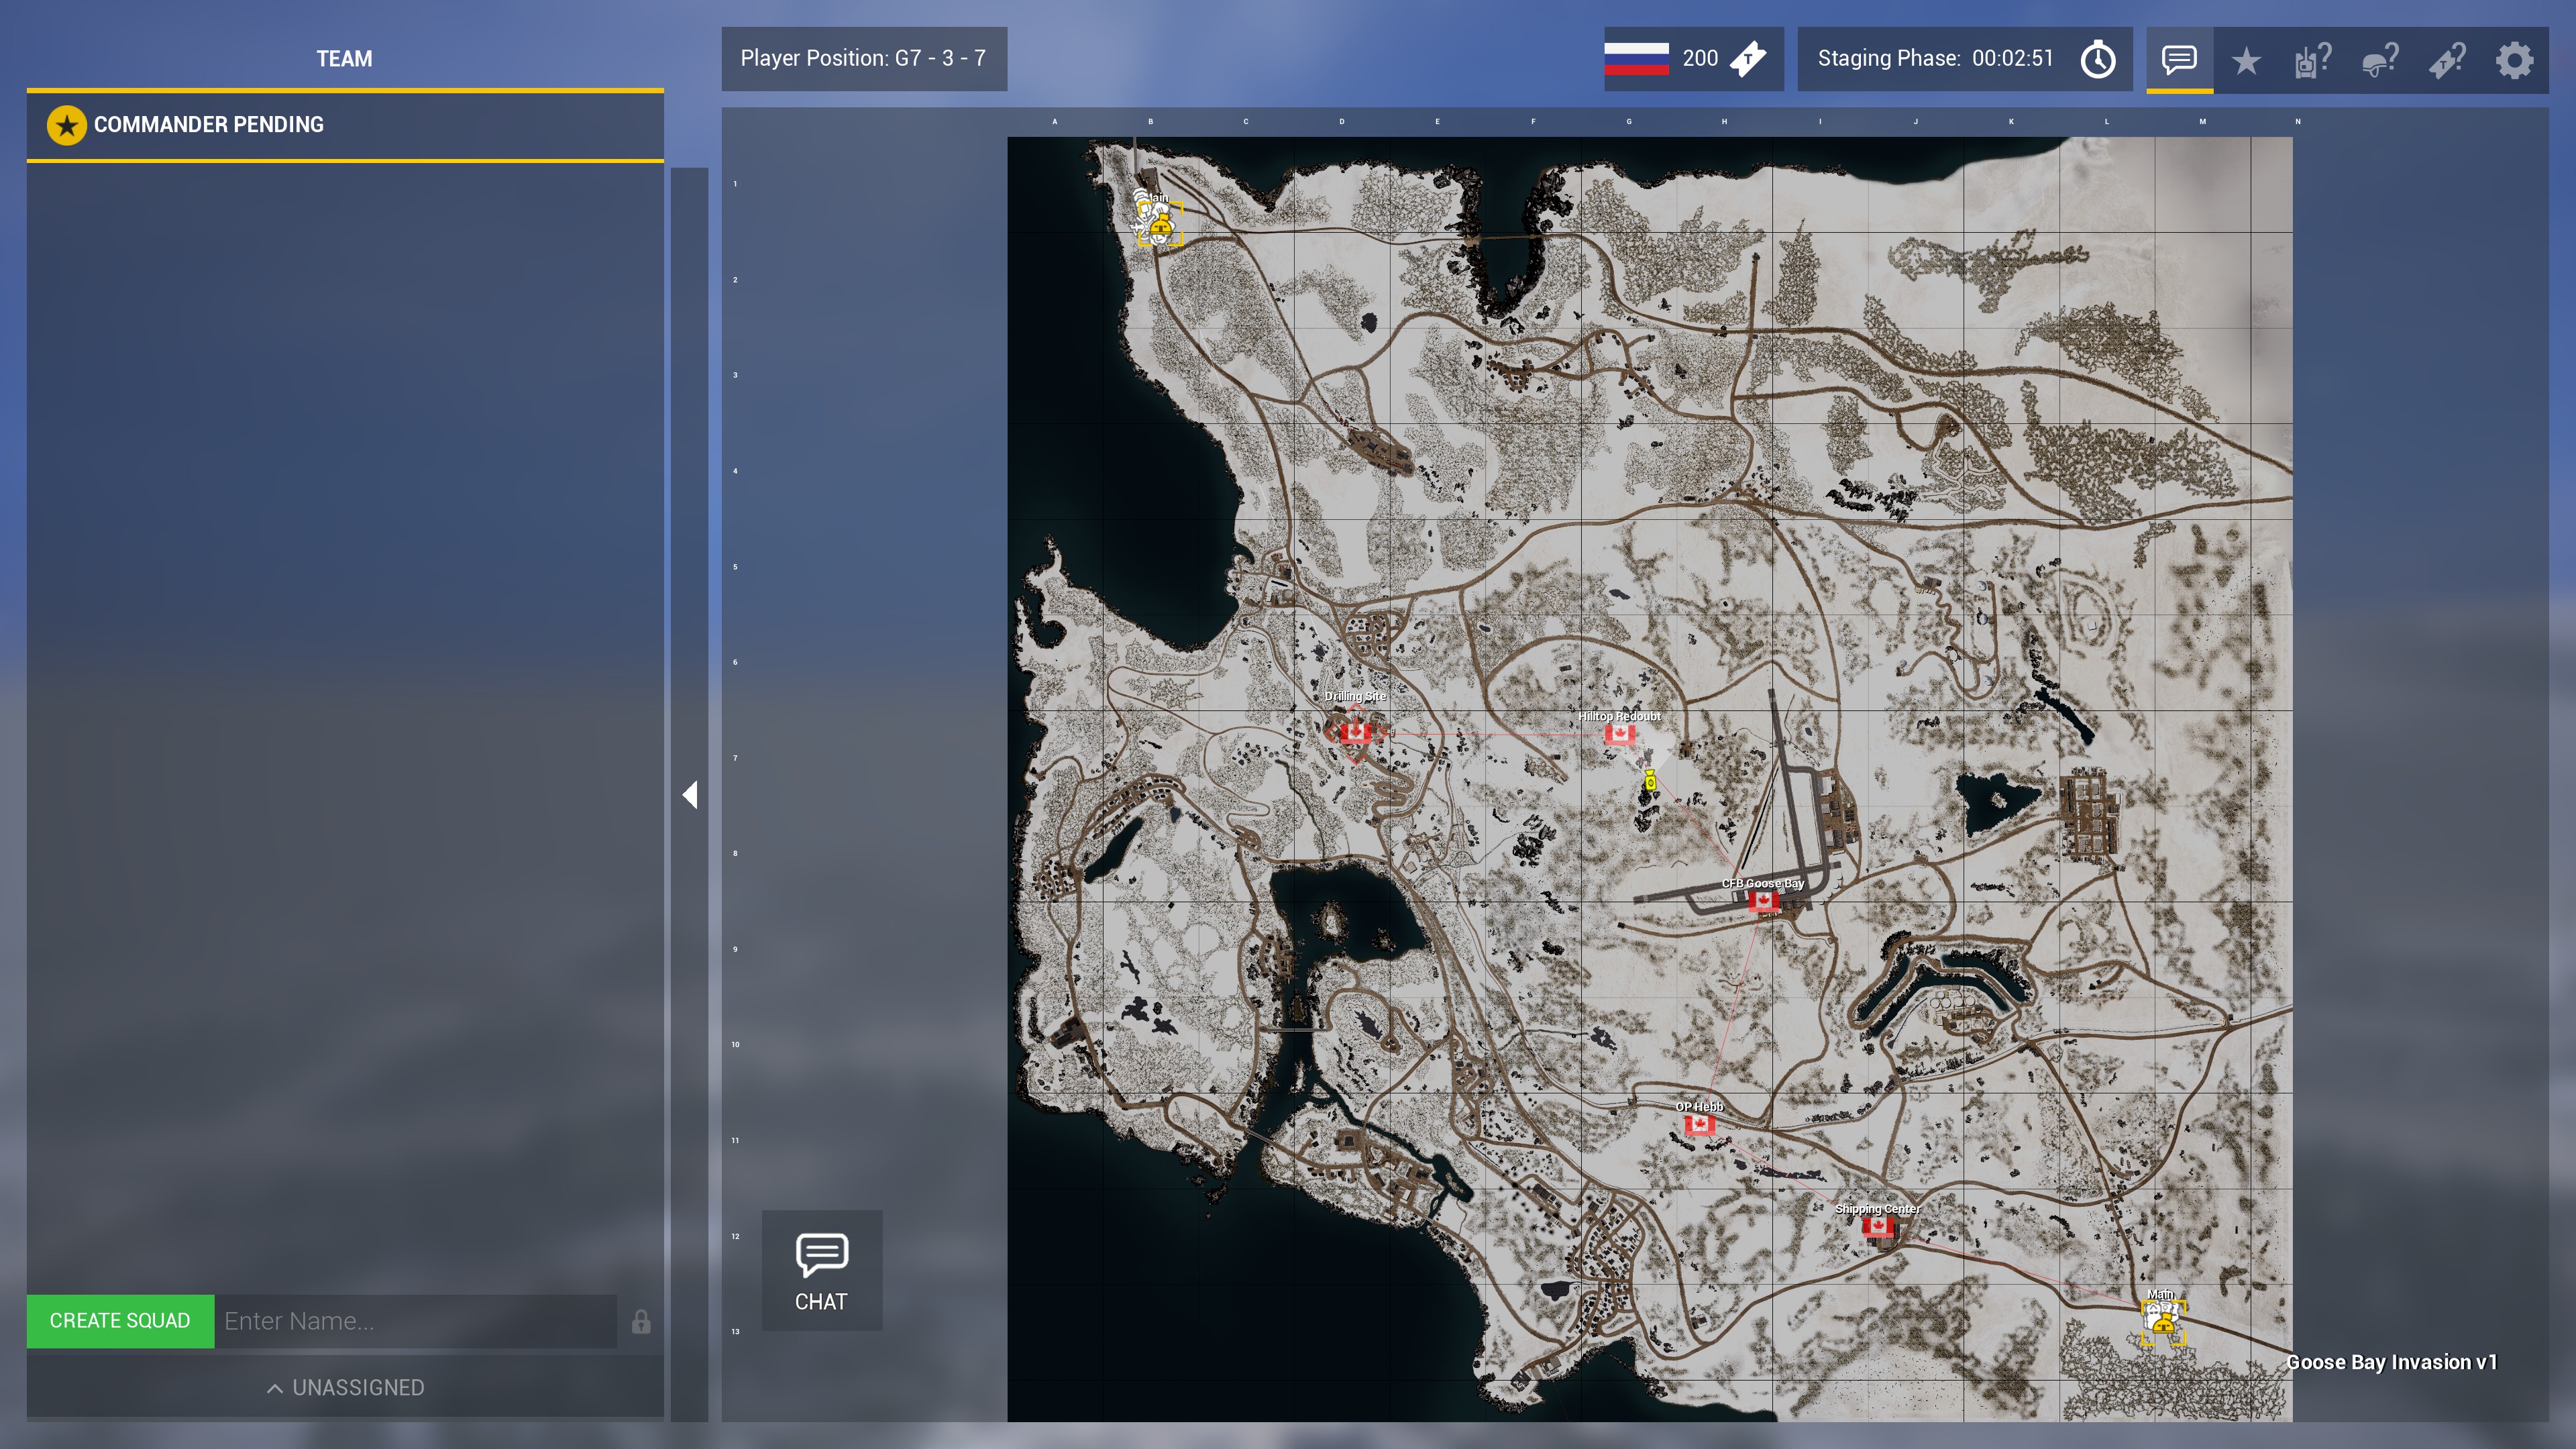 TEAM
Player Position: G7 - 3 - 7
200
Staging Phase: 00:02:51
COMMANDER PENDING
A B C D E F G H I J K L M N
1
2
3
4
5
6
7
8
9
10
11
12
13
Drilling Site
Hilltop Redoubt
CFB Goose Bay
OP Hebb
Shipping Center
Main
Goose Bay Invasion v1
CHAT
CREATE SQUAD
Enter Name...
UNASSIGNED